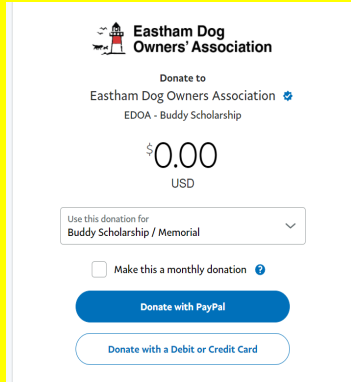 Eastham Dog
Owners' Association
Donate to
Eastham Dog Owners Association
EDOA - Buddy Scholarship
$0.00
USD
Use this donation for
Buddy Scholarship / Memorial
Make this a monthly donation ?
Donate with PayPal
Donate with a Debit or Credit Card